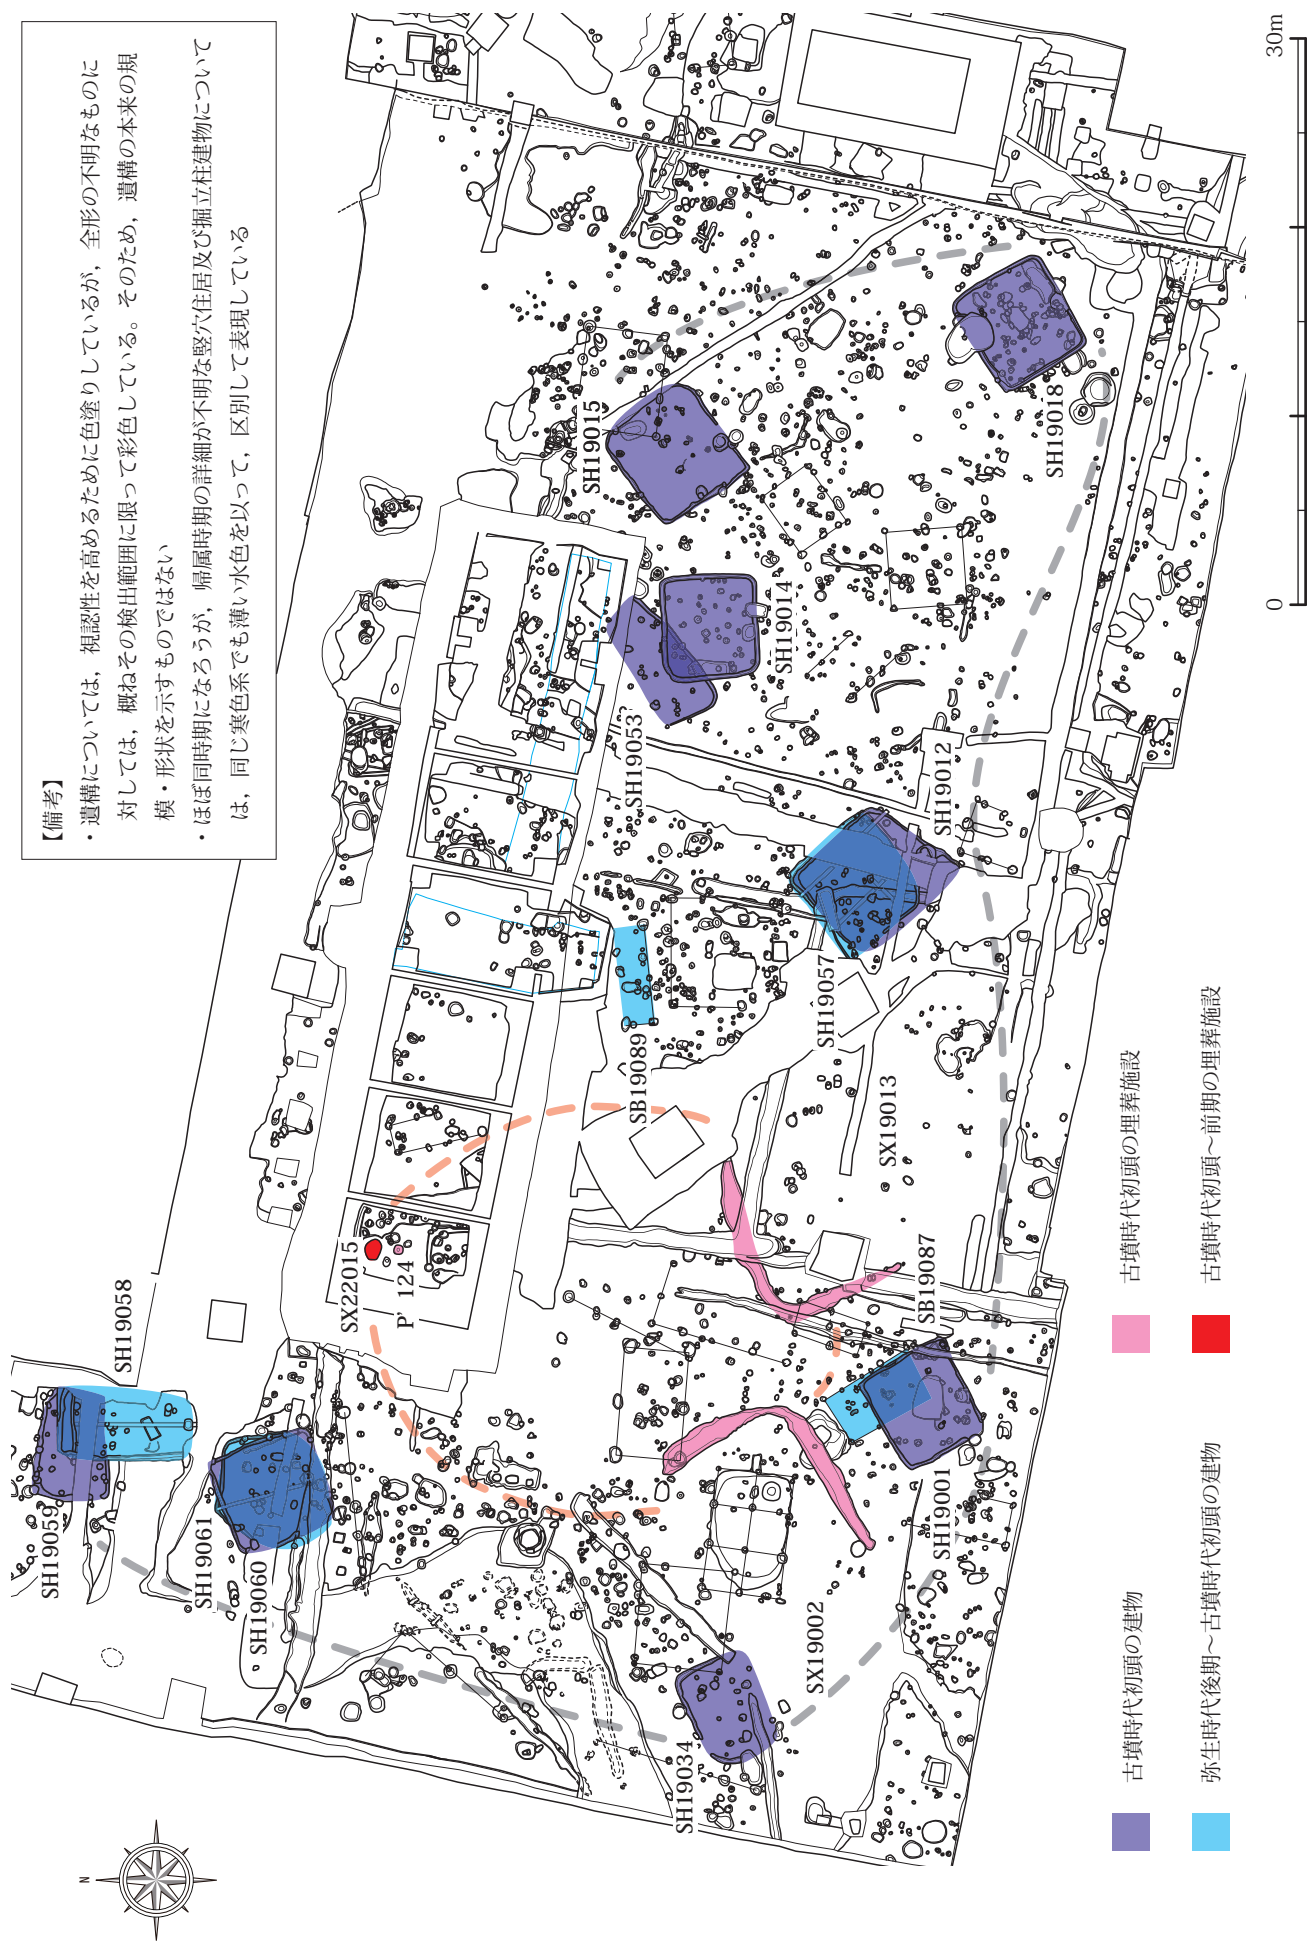 【備考】
・遺構については，視認性を高めるために色塗りしているが，全形の不明なものに
対しては，概ねその検出範囲に限って彩色している。そのため，遺構の本来の規
模・形状を示すものではない
・ほぼ同時期になろうが，帰属時期の詳細が不明な竪穴住居及び掘立柱建物について
は，同じ寒色系でも薄い水色を以って，区別して表現している
N
SH19058
SH19059
SH19061
SH19060
SX22015
P' 124
SH19015
SH19053
SH19014
SH19018
SB19089
SH19012
SH19057
SX19013
SB19087
SH19001
SX19002
SH19034
古墳時代初頭の建物
弥生時代後期～古墳時代初頭の建物
古墳時代初頭の埋葬施設
古墳時代初頭～前期の埋葬施設
0
30m